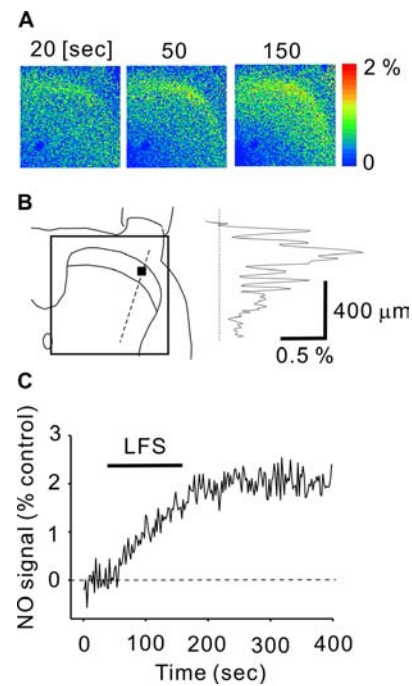 A
20 [sec] 50 150
2 %
0
B
400 μm
0.5 %
C
LFS
3
2
1
0
NO signal (% control)
0 100 200 300 400
Time (sec)